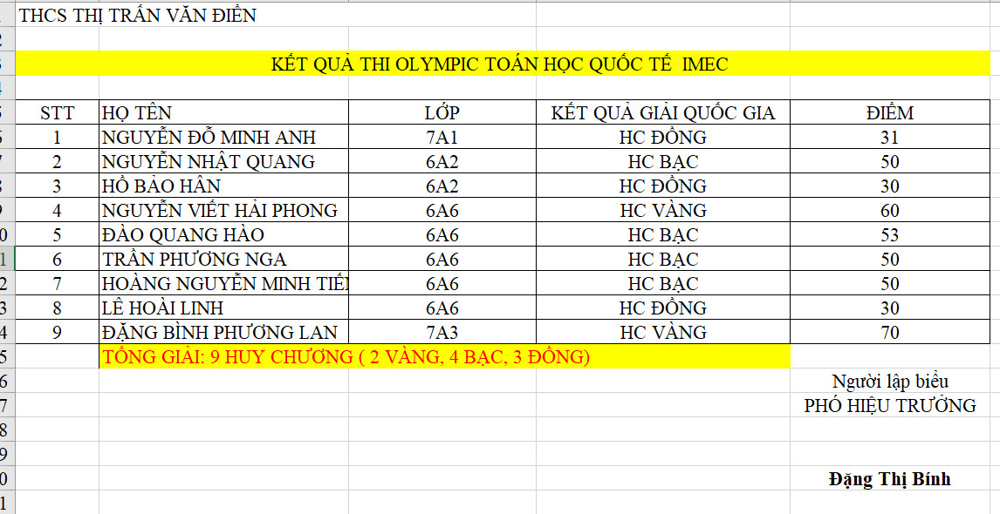 THCS THỊ TRẤN VĂN ĐIỂN
KẾT QUẢ THI OLYMPIC TOÁN HỌC QUỐC TẾ IMEC
STT HỌ TÊN LỚP KẾT QUẢ GIẢI QUỐC GIA ĐIỂM
1 NGUYỄN ĐỖ MINH ANH 7A1 HC ĐỒNG 31
2 NGUYỄN NHẬT QUANG 6A2 HC BẠC 50
3 HỒ BẢO HÂN 6A2 HC ĐỒNG 30
4 NGUYỄN VIẾT HẢI PHONG 6A6 HC VÀNG 60
5 ĐÀO QUANG HÀO 6A6 HC BẠC 53
6 TRẦN PHƯƠNG NGA 6A6 HC BẠC 50
7 HOÀNG NGUYỄN MINH 6A6 HC BẠC 50
8 LÊ HOÀI LINH 6A6 HC ĐỒNG 30
9 ĐẶNG BÌNH PHƯƠNG LAN 7A3 HC VÀNG 70
TỔNG GIẢI: 9 HUY CHƯƠNG ( 2 VÀNG, 4 BẠC, 3 ĐỒNG)
Người lập biểu
PHÓ HIỆU TRƯỞNG
Đặng Thị Bính